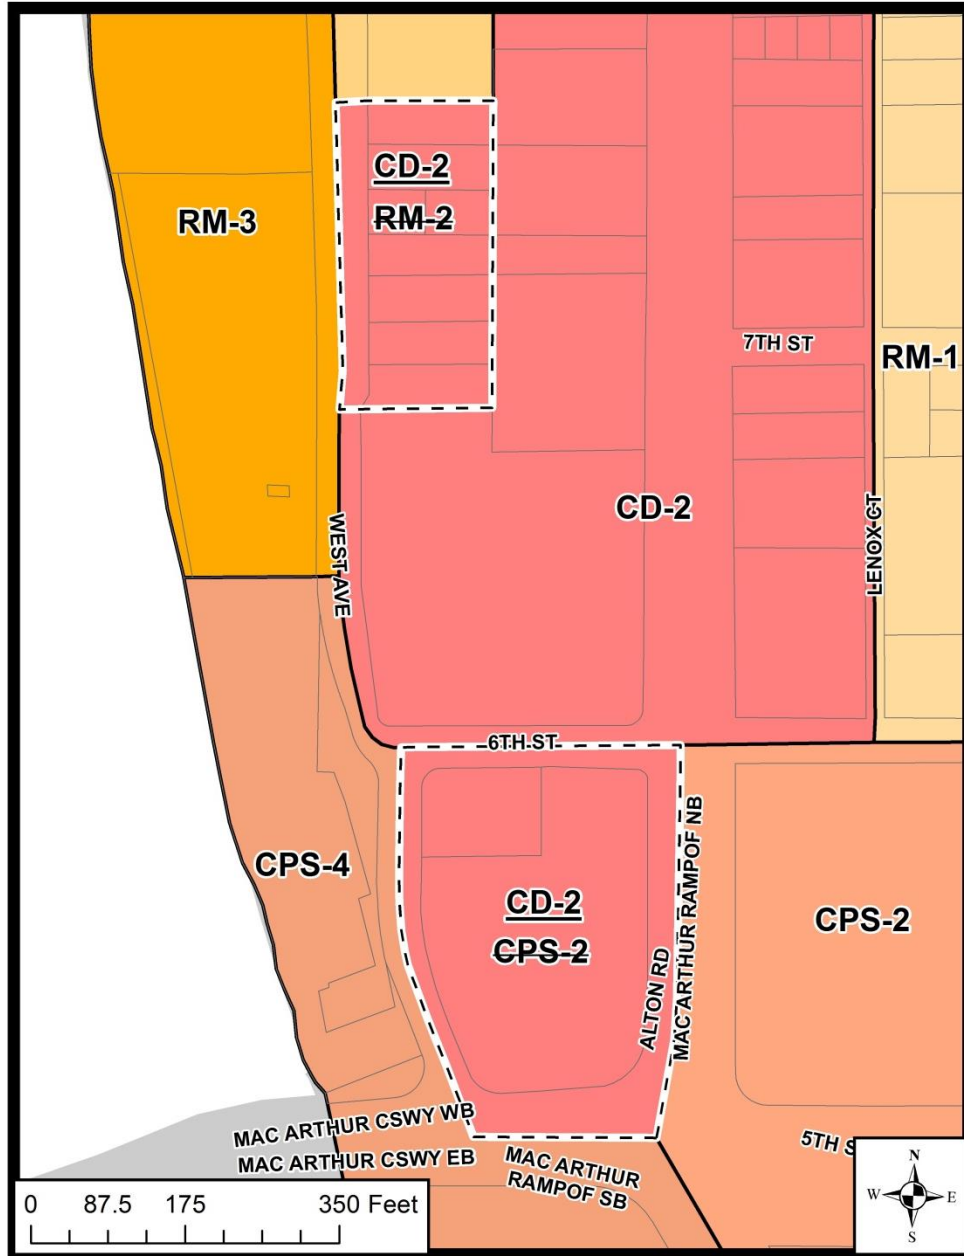 CD-2
RM-2
RM-3
7TH ST
RM-1
CD-2
WEST AVE
LENOX CT
6TH ST
CPS-4
CD-2
CPS-2
CPS-2
ALTON RD
MAC ARTHUR RAMPOF NB
MAC ARTHUR CSWY WB
MAC ARTHUR CSWY EB
MAC ARTHUR
RAMPOF SB
5TH S
0 87.5 175 350 Feet
N
W E
S